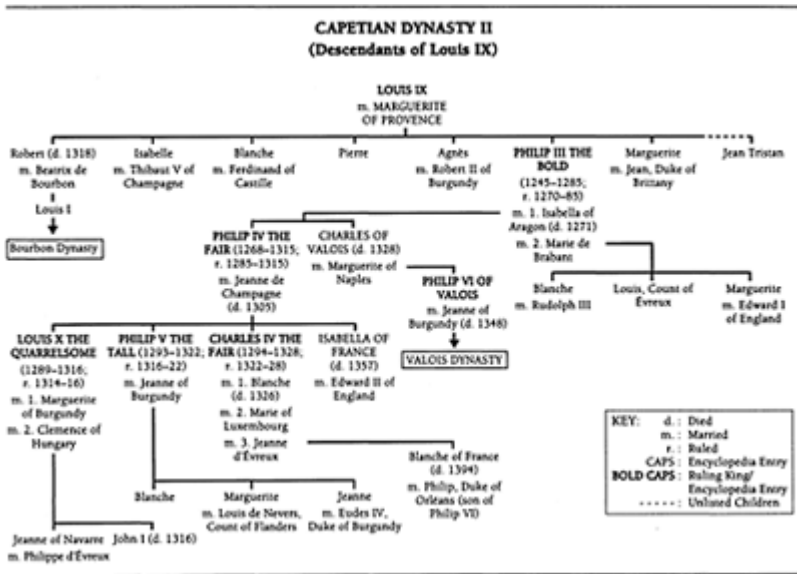 CAPETIAN DYNASTY II
(Descendants of Louis IX)
LOUIS IX
m. MARGUERITE
OF PROVENCE
Robert (d. 1318)
m. Beatrix de
Bourbon
Louis I
Bourbon Dynasty
Isabelle
m. Thibaut V of
Champagne
Blanche
m. Ferdinand of
Castille
Pierre
Agnès
m. Robert II of
Burgundy
PHILIP III THE
BOLD
(1245–1285;
r. 1270–85)
m. 1. Isabella of
Aragon (d. 1271)
m. 2. Marie de
Brabant
Marguerite
m. Jean, Duke of
Brittany
Jean Tristan
PHILIP IV THE
FAIR (1268–1315;
r. 1285–1315)
m. Jeanne de
Champagne
(d. 1305)
CHARLES OF
VALOIS (d. 1328)
m. Marguerite of
Naples
PHILIP VI OF
VALOIS
m. Jeanne of
Burgundy (d. 1348)
VALOIS DYNASTY
Blanche
m. Rudolph III
Louis, Count of
Évreux
Marguerite
m. Edward I
of England
LOUIS X THE
QUARRELSOME
(1289–1316;
r. 1314–16)
m. 1. Marguerite
of Burgundy
m. 2. Clemence of
Hungary
PHILIP V THE
TALL (1293–1322;
r. 1316–22)
m. Jeanne of
Burgundy
CHARLES IV THE
FAIR (1294–1328;
r. 1322–28)
m. 1. Blanche
(d. 1326)
m. 2. Marie of
Luxembourg
m. 3. Jeanne
d'Évreux
ISABELLA OF
FRANCE
(d. 1357)
m. Edward II of
England
Blanche of France
(d. 1394)
m. Philip, Duke of
Orléans (son of
Philip VI)
Blanche
Marguerite
m. Louis de Nevers,
Count of Flanders
Jeanne
m. Eudes IV,
Duke of Burgundy
Jeanne of Navarre
m. Philippe d'Évreux
John I (d. 1316)
KEY: d. : Died
m. : Married
r. : Ruled
CAPS : Encyclopedia Entry
BOLD CAPS : Ruling King/
Encyclopedia Entry
- - - - - : Unlisted Children